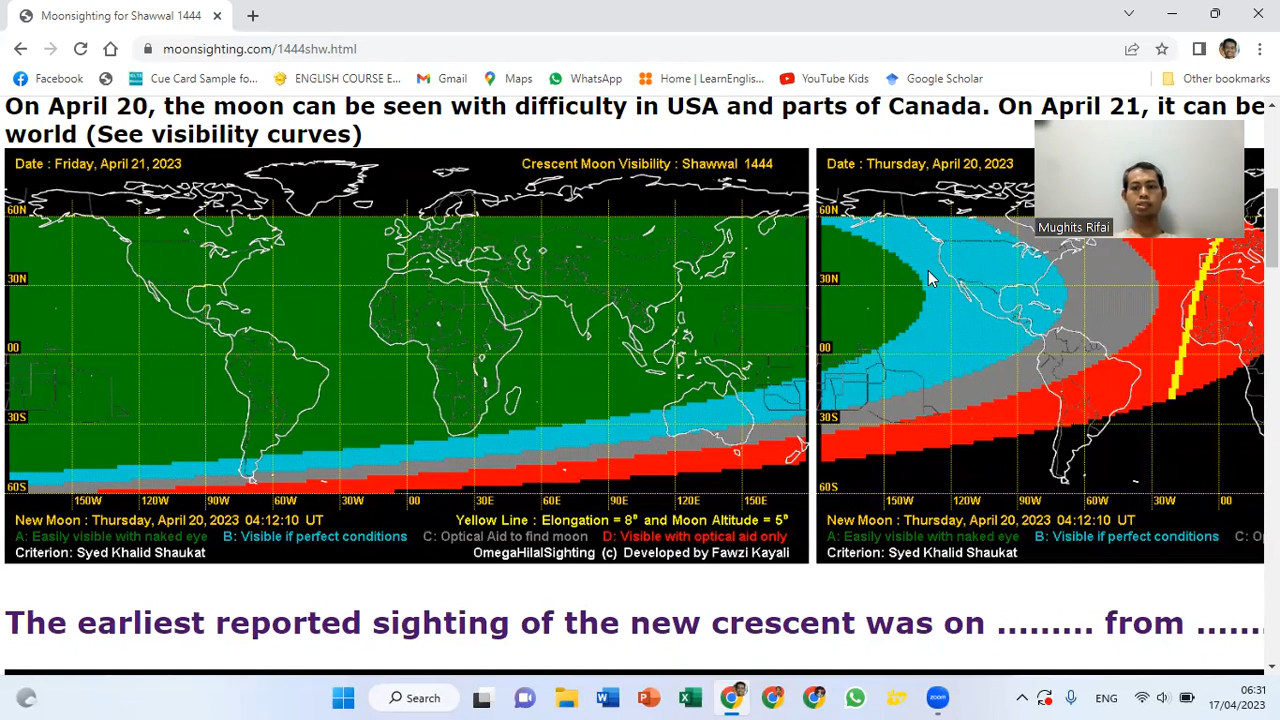 Moonsighting for Shawwal 1444
moonsighting.com/1444shw.html
Facebook
Cue Card Sample fo...
ENGLISH COURSE E...
Gmail
Maps
WhatsApp
Home | LearnEnglis...
YouTube Kids
Google Scholar
Other bookmarks
On April 20, the moon can be seen with difficulty in USA and parts of Canada. On April 21, it can be
world (See visibility curves)
Date : Friday, April 21, 2023 Crescent Moon Visibility : Shawwal 1444
60N
30N
00
30S
60S
150W 120W 90W 60W 30W 00 30E 60E 90E 120E 150E
New Moon : Thursday, April 20, 2023 04:12:10 UT Yellow Line : Elongation = 8° and Moon Altitude = 5°
A: Easily visible with naked eye B: Visible if perfect conditions C: Optical Aid to find moon D: Visible with optical aid only
Criterion: Syed Khalid Shaukat OmegaHilalSighting (c) Developed by Fawzi Kayali
Date : Thursday, April 20, 2023
Mughits Rifai
60N
30N
00
30S
60S
150W 120W 90W 60W 30W 00
New Moon : Thursday, April 20, 2023 04:12:10 UT
A: Easily visible with naked eye B: Visible if perfect conditions C: O
Criterion: Syed Khalid Shaukat
The earliest reported sighting of the new crescent was on ......... from .......
Search
ENG
06:31
17/04/2023